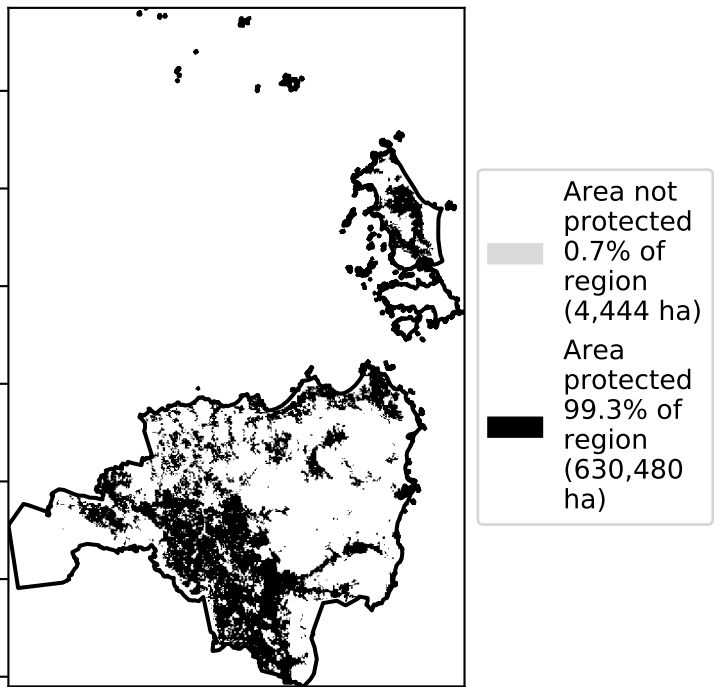 Area not
protected
0.7% of
region
(4,444 ha)
Area
protected
99.3% of
region
(630,480
ha)